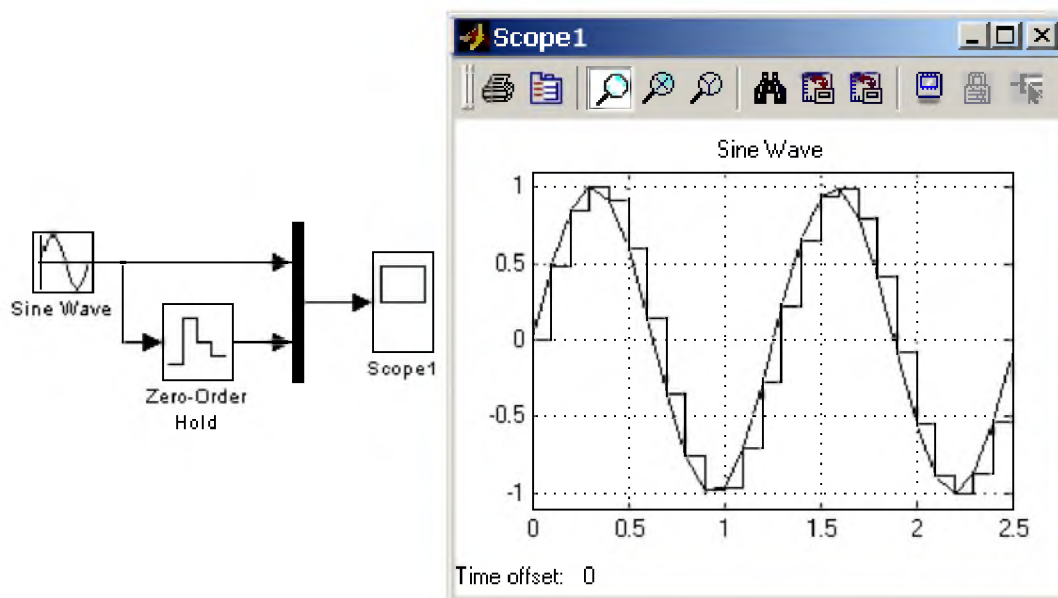 Scope1
Sine Wave
1
0.5
0
-0.5
-1
0 0.5 1 1.5 2 2.5
Time offset: 0
Sine Wave
Zero-Order
Hold
Scope1